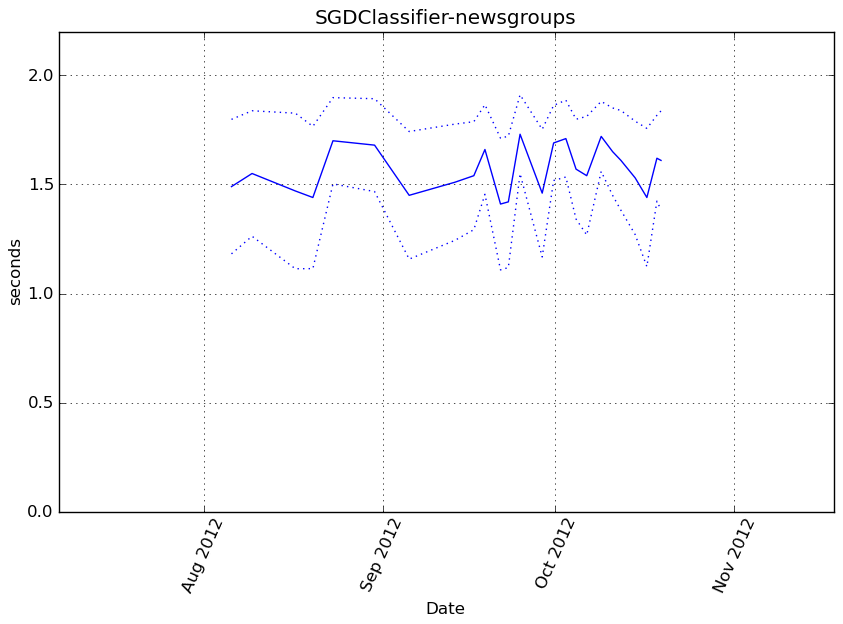 SGDClassifier-newsgroups
2.0
1.5
1.0
0.5
0.0
seconds
Aug 2012
Sep 2012
Oct 2012
Nov 2012
Date